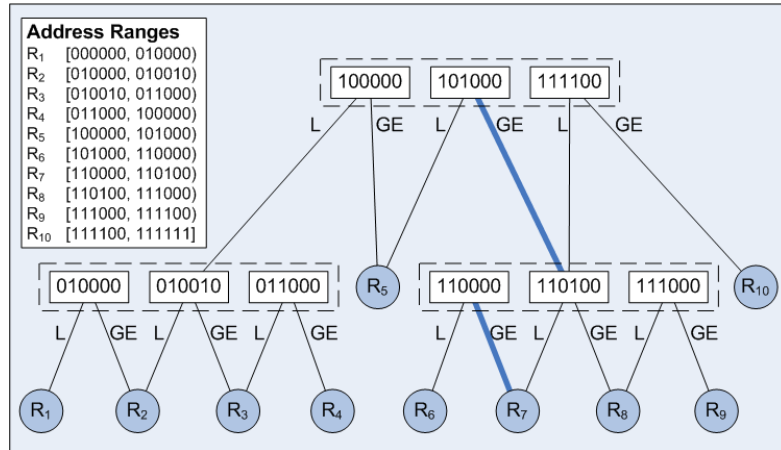 Address Ranges
R1 [000000, 010000)
R2 [010000, 010010)
R3 [010010, 011000)
R4 [011000, 100000)
R5 [100000, 101000)
R6 [101000, 110000)
R7 [110000, 110100)
R8 [110100, 111000)
R9 [111000, 111100)
R10 [111100, 111111]
100000 101000 111100
L GE L GE L GE
010000 010010 011000 R5 110000 110100 111000 R10
L GE L GE L GE L GE L GE L GE
R1 R2 R3 R4 R6 R7 R8 R9